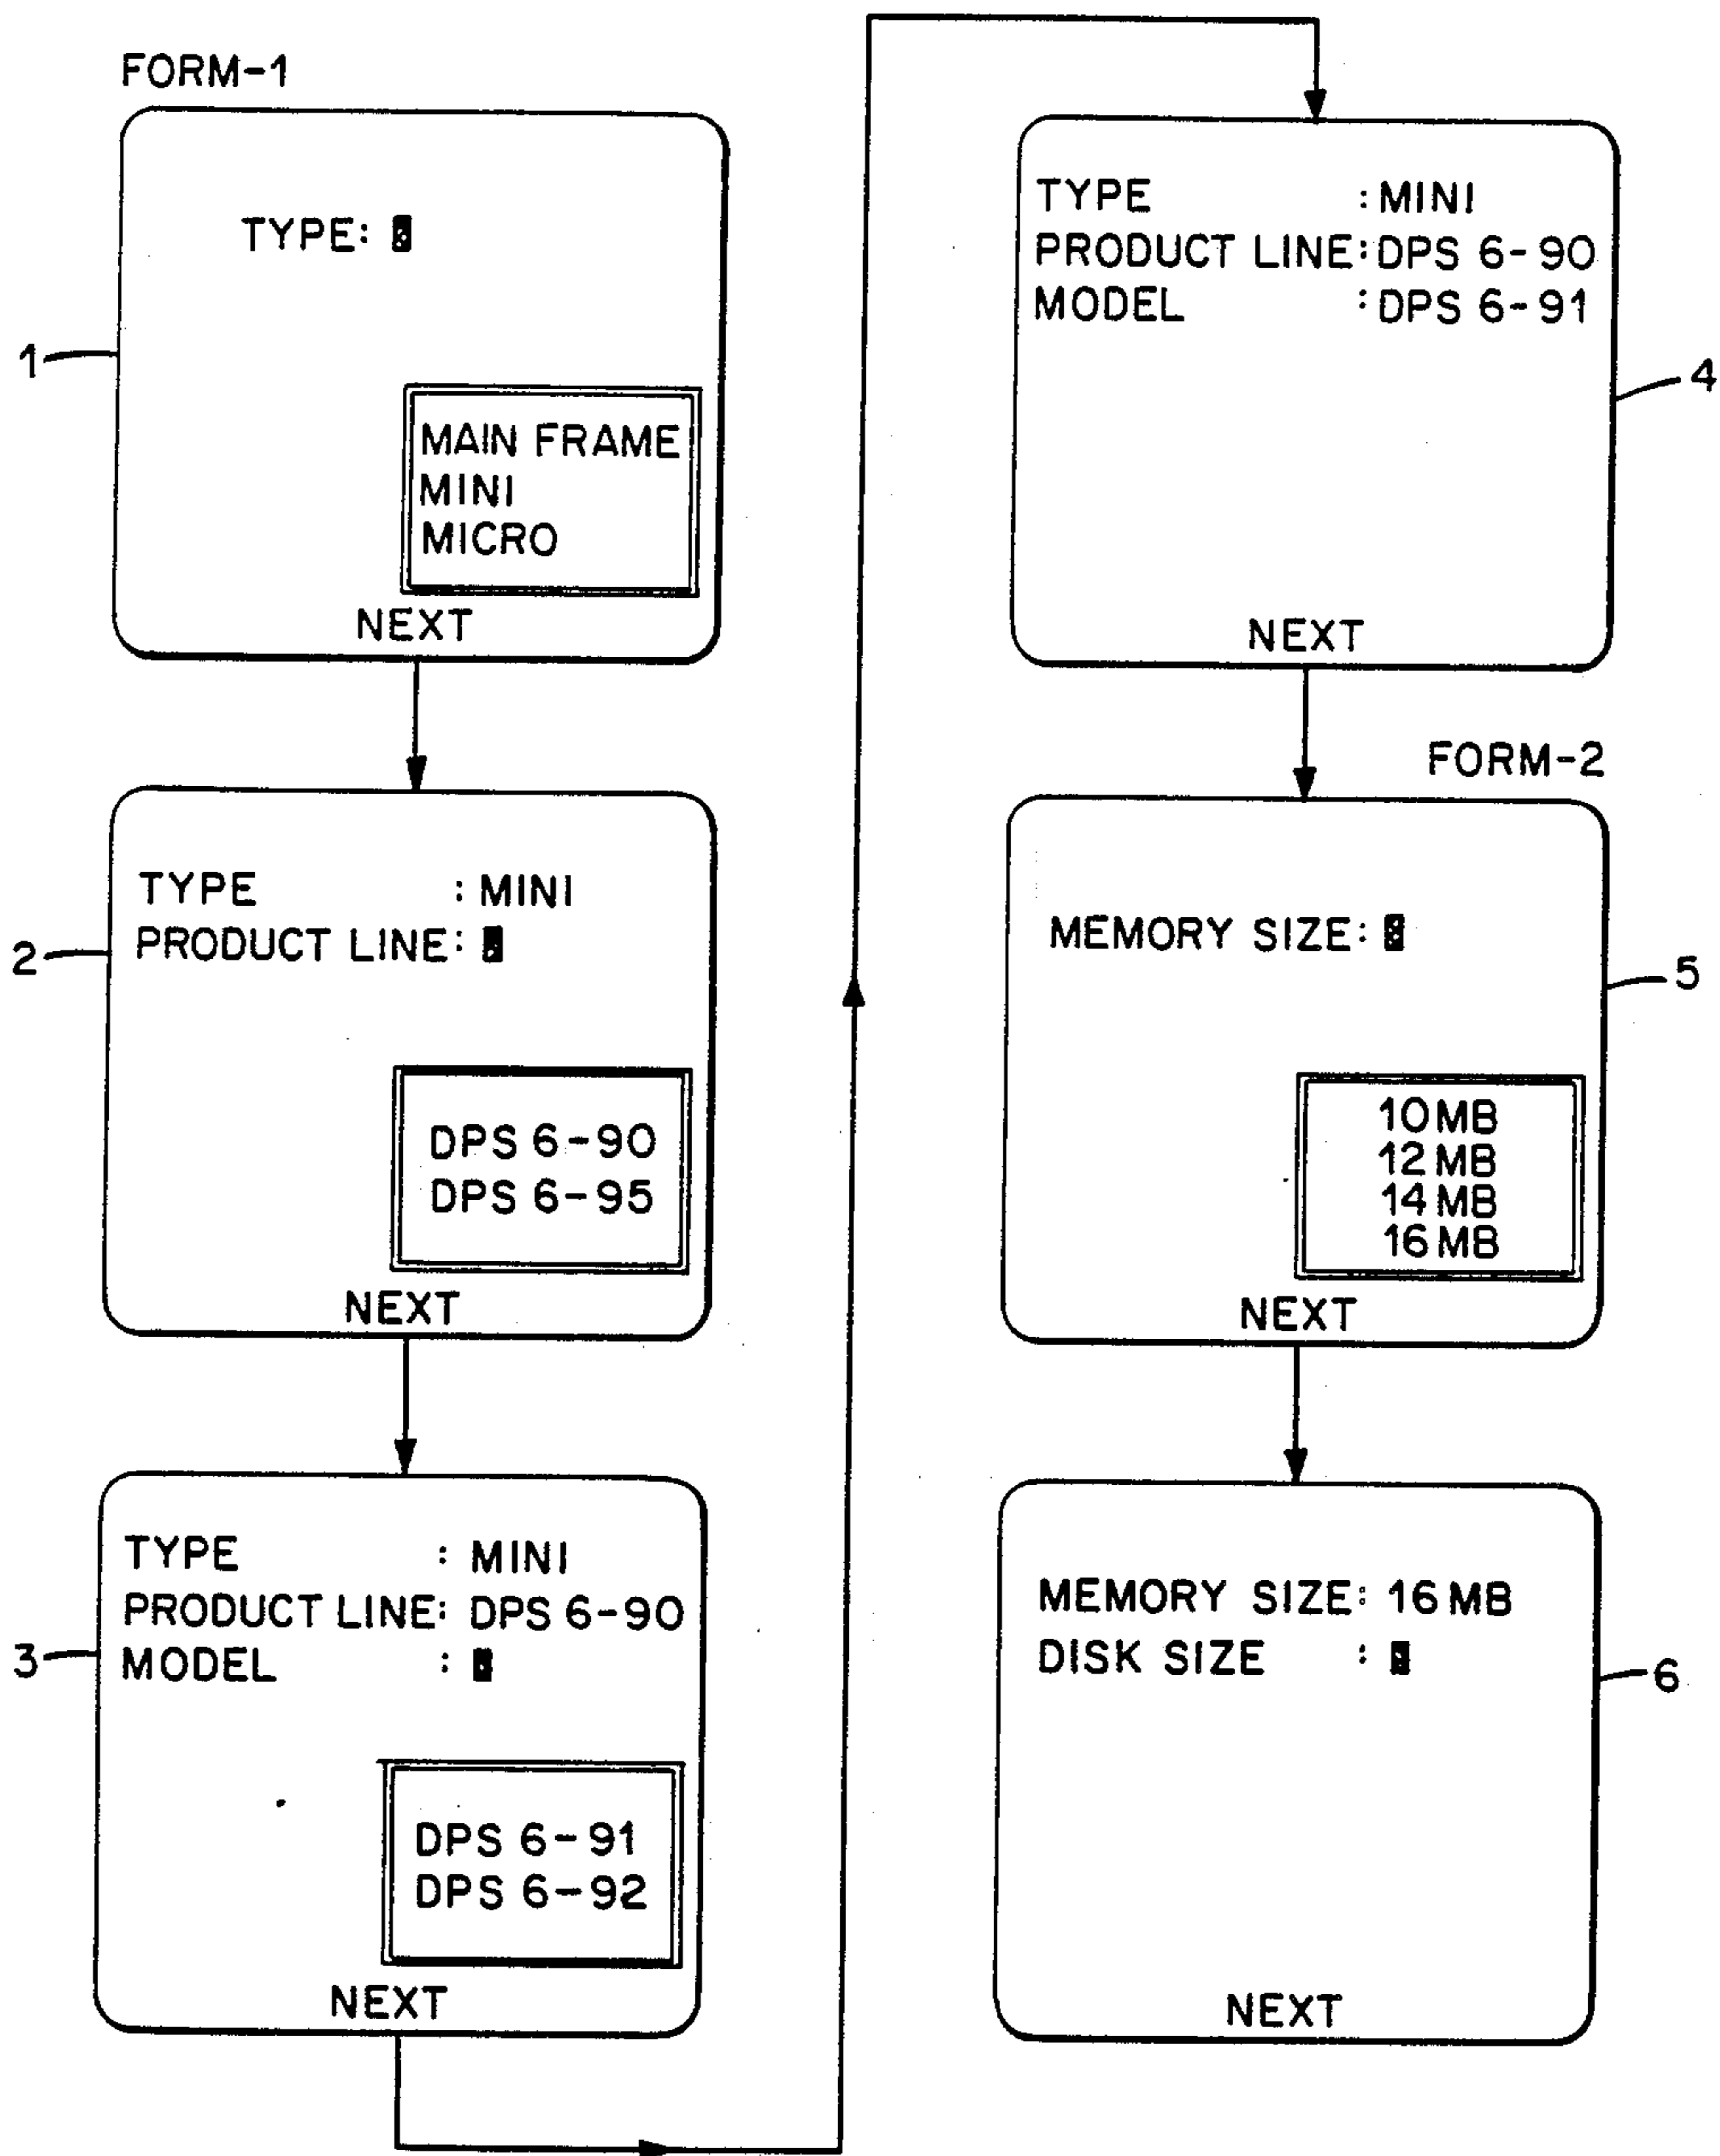 FORM-1
TYPE:
MAIN FRAME
MINI
MICRO
NEXT
1
TYPE : MINI
PRODUCT LINE:
DPS 6-90
DPS 6-95
NEXT
2
TYPE : MINI
PRODUCT LINE: DPS 6-90
MODEL :
DPS 6-91
DPS 6-92
NEXT
3
TYPE : MINI
PRODUCT LINE: DPS 6-90
MODEL : DPS 6-91
NEXT
4
FORM-2
MEMORY SIZE:
10 MB
12 MB
14 MB
16 MB
NEXT
5
MEMORY SIZE: 16 MB
DISK SIZE :
NEXT
6